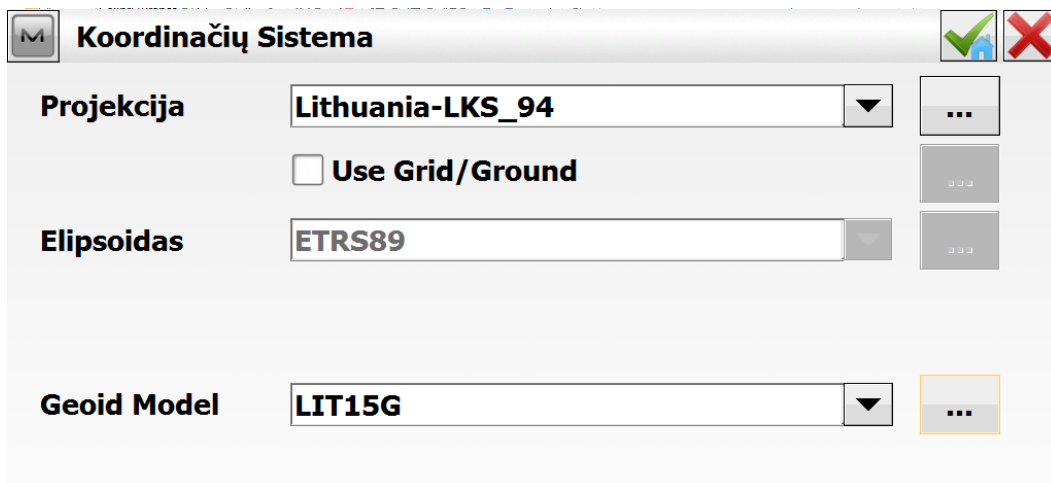 Koordinačių Sistema
Projekcija Lithuania-LKS_94 ...
Use Grid/Ground ...
Elipsoidas ETRS89 ...
Geoid Model LIT15G ...